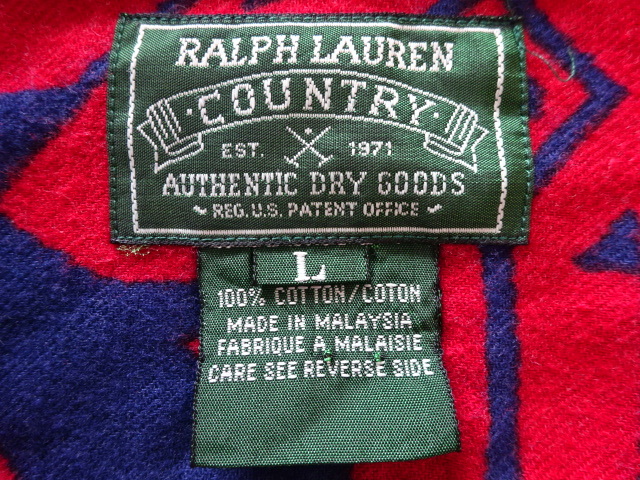 RALPH LAUREN
COUNTRY
EST. 1971
AUTHENTIC DRY GOODS
REG. U.S. PATENT OFFICE
L
100% COTTON/COTON
MADE IN MALAYSIA
FABRIQUE A MALAISIE
CARE SEE REVERSE SIDE